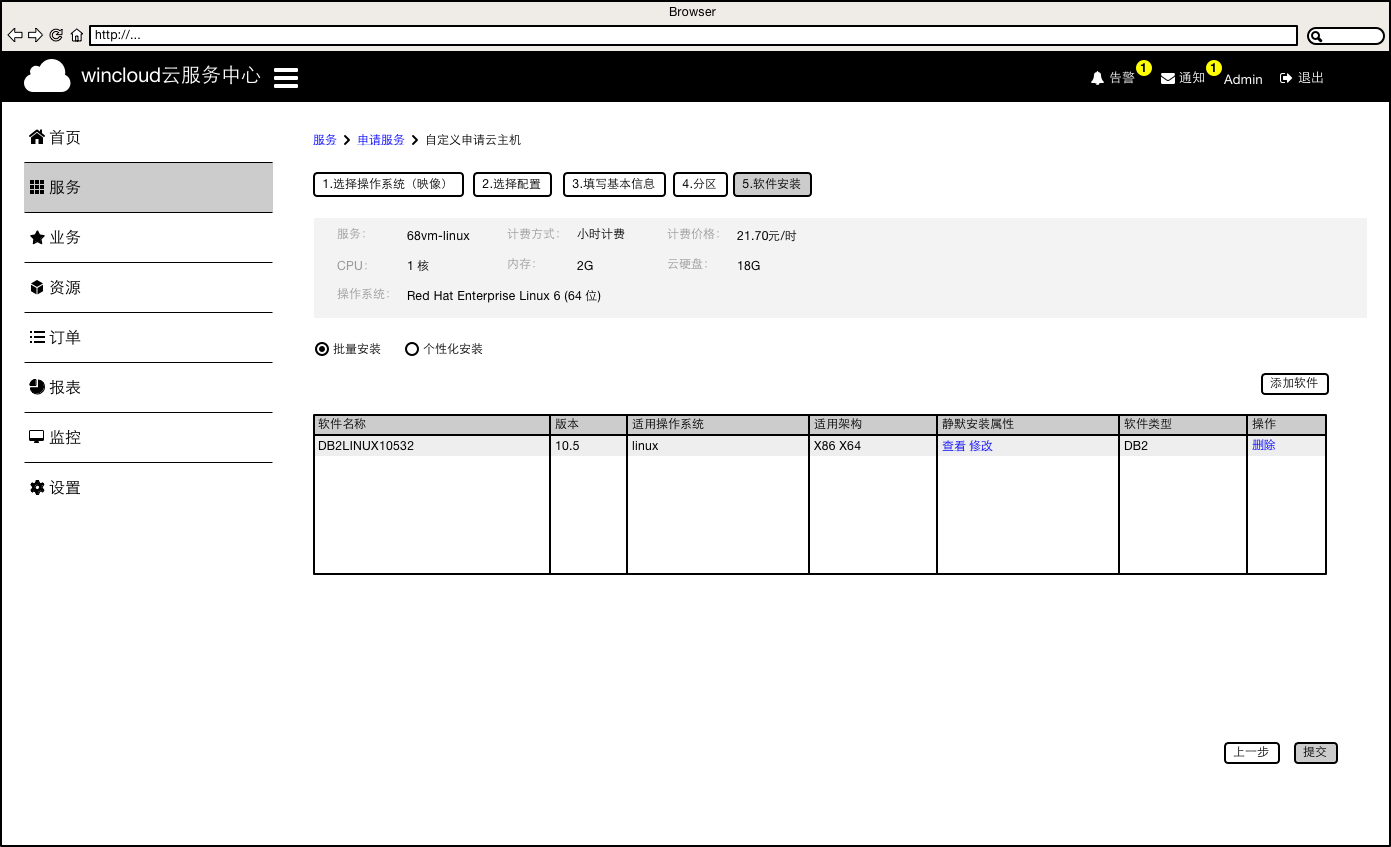 Browser
http://...
wincloud云服务中心
告警 1 通知 1 Admin 退出
首页
服务
业务
资源
订单
报表
监控
设置
服务 申请服务 自定义申请云主机
1.选择操作系统（映像） 2.选择配置 3.填写基本信息 4.分区 5.软件安装
服务： 68vm-linux 计费方式： 小时计费 计费价格： 21.70元/时
CPU： 1 核 内存： 2G 云硬盘： 18G
操作系统： Red Hat Enterprise Linux 6 (64 位)
批量安装 个性化安装
添加软件
软件名称 版本 适用操作系统 适用架构 静默安装属性 软件类型 操作
DB2LINUX10532 10.5 linux X86 X64 查看 修改 DB2 删除
上一步 提交